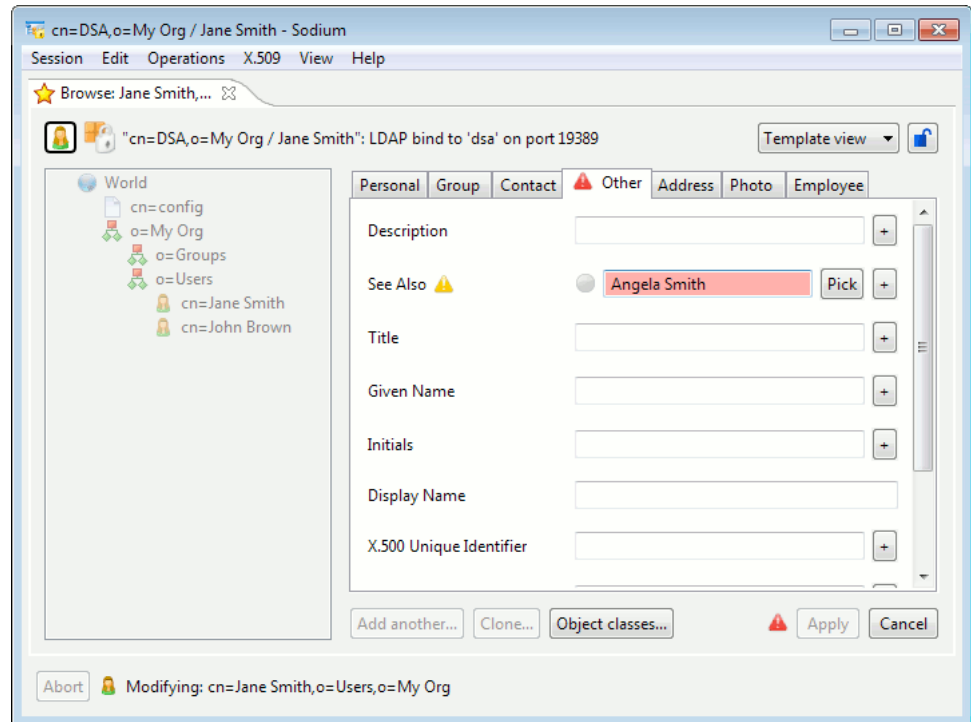 cn=DSA,o=My Org / Jane Smith - Sodium
Session Edit Operations X.509 View Help
Browse: Jane Smith,...
"cn=DSA,o=My Org / Jane Smith": LDAP bind to 'dsa' on port 19389
Template view
World
cn=config
o=My Org
o=Groups
o=Users
cn=Jane Smith
cn=John Brown
Personal Group Contact Other Address Photo Employee
Description +
See Also Angela Smith Pick +
Title +
Given Name +
Initials +
Display Name
X.500 Unique Identifier +
Add another... Clone... Object classes... Apply Cancel
Abort Modifying: cn=Jane Smith,o=Users,o=My Org